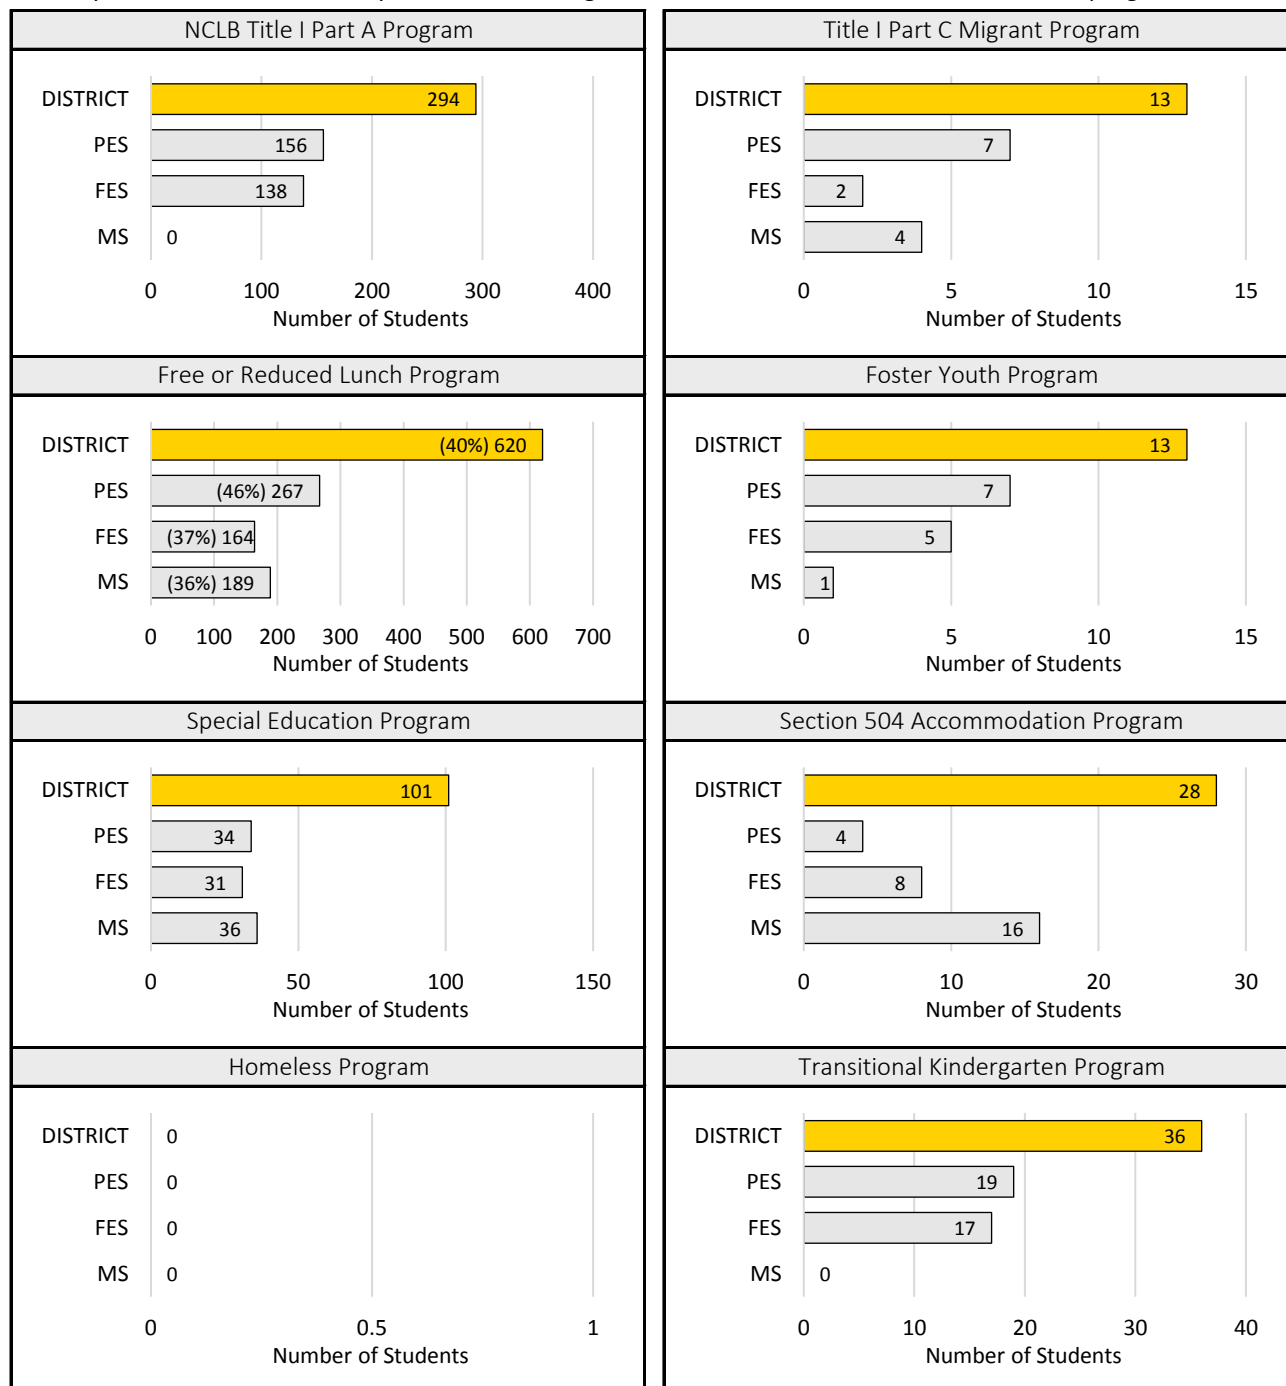 NCLB Title I Part A Program
DISTRICT 294
PES 156
FES 138
MS 0
0 100 200 300 400
Number of Students
Title I Part C Migrant Program
DISTRICT 13
PES 7
FES 2
MS 4
0 5 10 15
Number of Students
Free or Reduced Lunch Program
DISTRICT (40%) 620
PES (46%) 267
FES (37%) 164
MS (36%) 189
0 100 200 300 400 500 600 700
Number of Students
Foster Youth Program
DISTRICT 13
PES 7
FES 5
MS 1
0 5 10 15
Number of Students
Special Education Program
DISTRICT 101
PES 34
FES 31
MS 36
0 50 100 150
Number of Students
Section 504 Accommodation Program
DISTRICT 28
PES 4
FES 8
MS 16
0 10 20 30
Number of Students
Homeless Program
DISTRICT 0
PES 0
FES 0
MS 0
0 0.5 1
Number of Students
Transitional Kindergarten Program
DISTRICT 36
PES 19
FES 17
MS 0
0 10 20 30 40
Number of Students